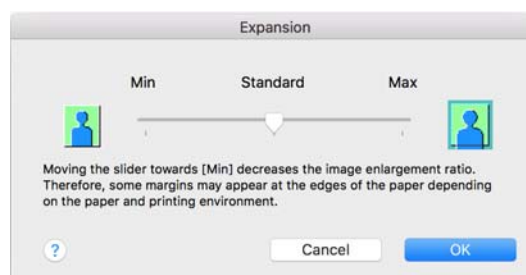 Expansion
Min Standard Max
Moving the slider towards [Min] decreases the image enlargement ratio.
Therefore, some margins may appear at the edges of the paper depending
on the paper and printing environment.
? Cancel OK